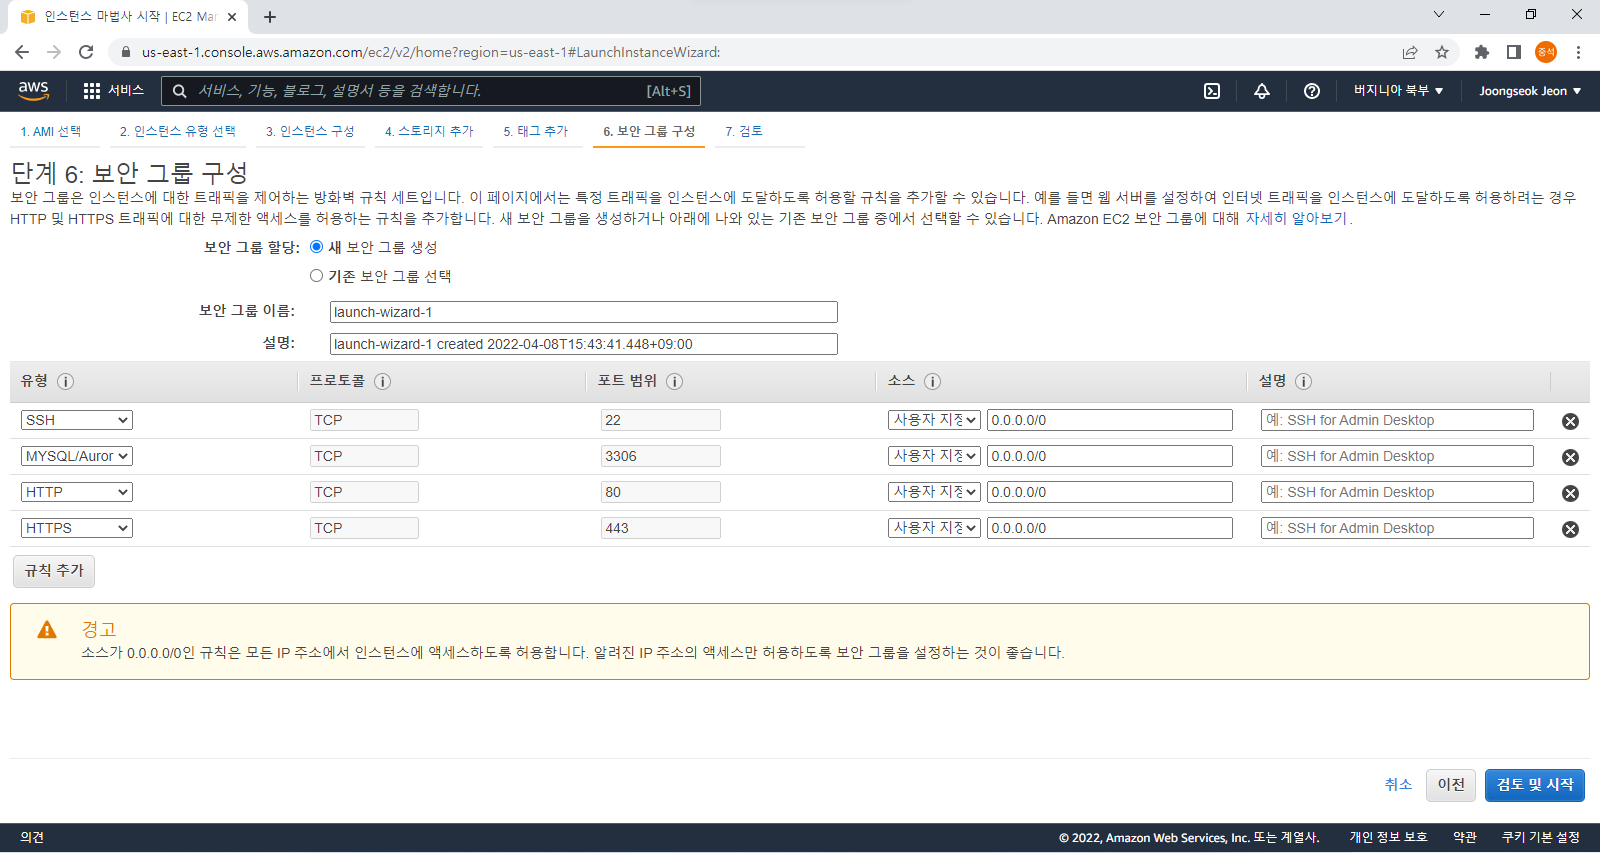 인스턴스 마법사 시작 | EC2 Mar
us-east-1.console.aws.amazon.com/ec2/v2/home?region=us-east-1#LaunchInstanceWizard:
중석
aws 서비스 서비스, 기능, 블로그, 설명서 등을 검색합니다. [Alt+S] 버지니아 북부 ▼ Joongseok Jeon ▼
1. AMI 선택 2. 인스턴스 유형 선택 3. 인스턴스 구성 4. 스토리지 추가 5. 태그 추가 6. 보안 그룹 구성 7. 검토
단계 6: 보안 그룹 구성
보안 그룹은 인스턴스에 대한 트래픽을 제어하는 방화벽 규칙 세트입니다. 이 페이지에서는 특정 트래픽을 인스턴스에 도달하도록 허용할 규칙을 추가할 수 있습니다. 예를 들면 웹 서버를 설정하여 인터넷 트래픽을 인스턴스에 도달하도록 허용하려는 경우
HTTP 및 HTTPS 트래픽에 대한 무제한 액세스를 허용하는 규칙을 추가합니다. 새 보안 그룹을 생성하거나 아래에 나와 있는 기존 보안 그룹 중에서 선택할 수 있습니다. Amazon EC2 보안 그룹에 대해 자세히 알아보기.
보안 그룹 할당: 새 보안 그룹 생성
기존 보안 그룹 선택
보안 그룹 이름: launch-wizard-1
설명: launch-wizard-1 created 2022-04-08T15:43:41.448+09:00
유형 프로토콜 포트 범위 소스 설명
SSH TCP 22 사용자 지정 0.0.0.0/0 예: SSH for Admin Desktop
MYSQL/Auror TCP 3306 사용자 지정 0.0.0.0/0 예: SSH for Admin Desktop
HTTP TCP 80 사용자 지정 0.0.0.0/0 예: SSH for Admin Desktop
HTTPS TCP 443 사용자 지정 0.0.0.0/0 예: SSH for Admin Desktop
규칙 추가
경고
소스가 0.0.0.0/0인 규칙은 모든 IP 주소에서 인스턴스에 액세스하도록 허용합니다. 알려진 IP 주소의 액세스만 허용하도록 보안 그룹을 설정하는 것이 좋습니다.
취소 이전 검토 및 시작
의견 © 2022, Amazon Web Services, Inc. 또는 계열사. 개인 정보 보호 약관 쿠키 기본 설정